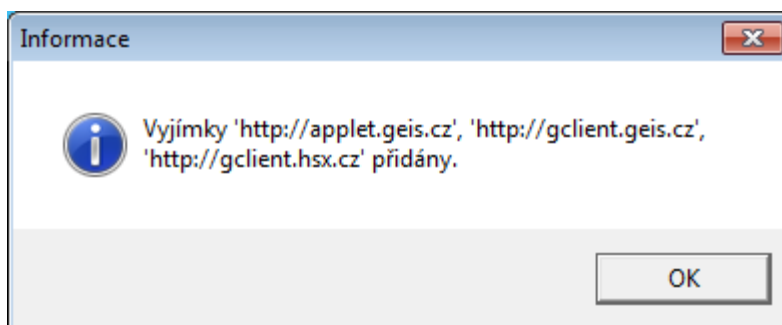 Informace
Vyjímky 'http://applet.geis.cz', 'http://gclient.geis.cz',
'http://gclient.hsx.cz' přidány.
OK